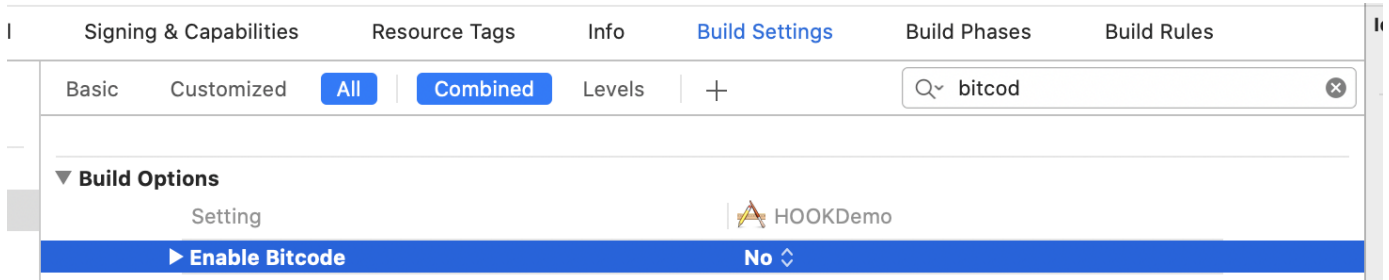 Signing & Capabilities Resource Tags Info Build Settings Build Phases Build Rules
Basic Customized All Combined Levels + bitcod
Build Options
Setting HOOKDemo
Enable Bitcode No